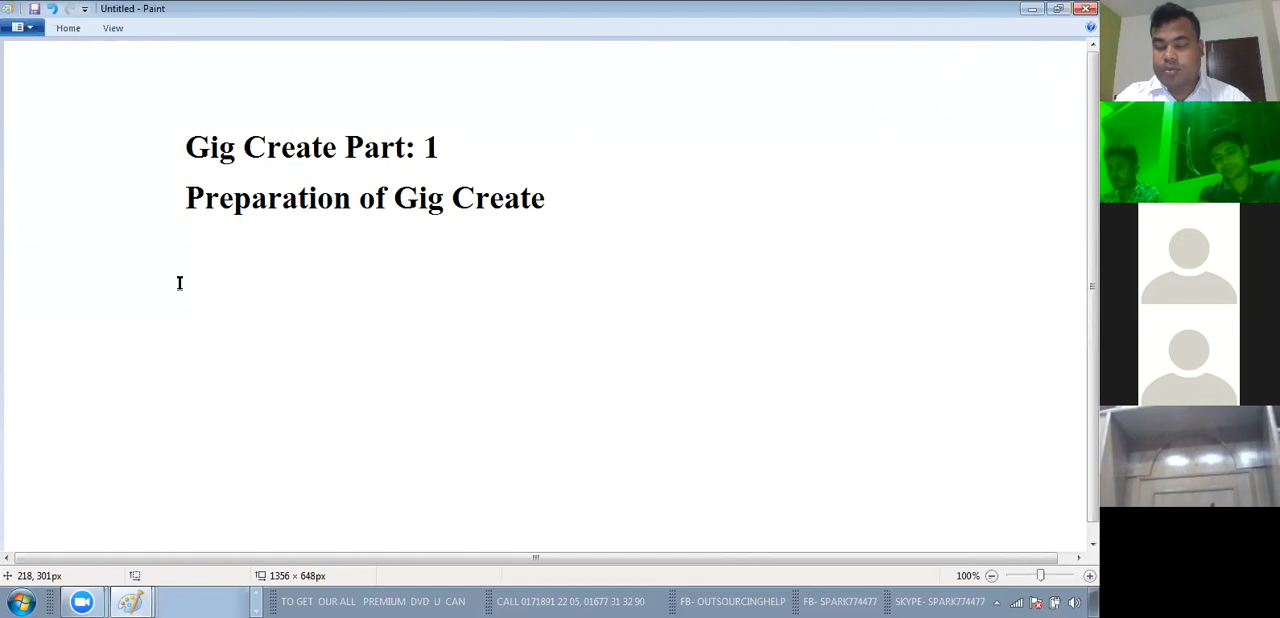 Untitled - Paint
Home View
Gig Create Part: 1
Preparation of Gig Create
218, 301px
1356 × 648px
100%
TO GET OUR ALL PREMIUM DVD U CAN
CALL 0171891 22 05, 01677 31 32 90
FB- OUTSOURCINGHELP
FB- SPARK774477
SKYPE- SPARK774477